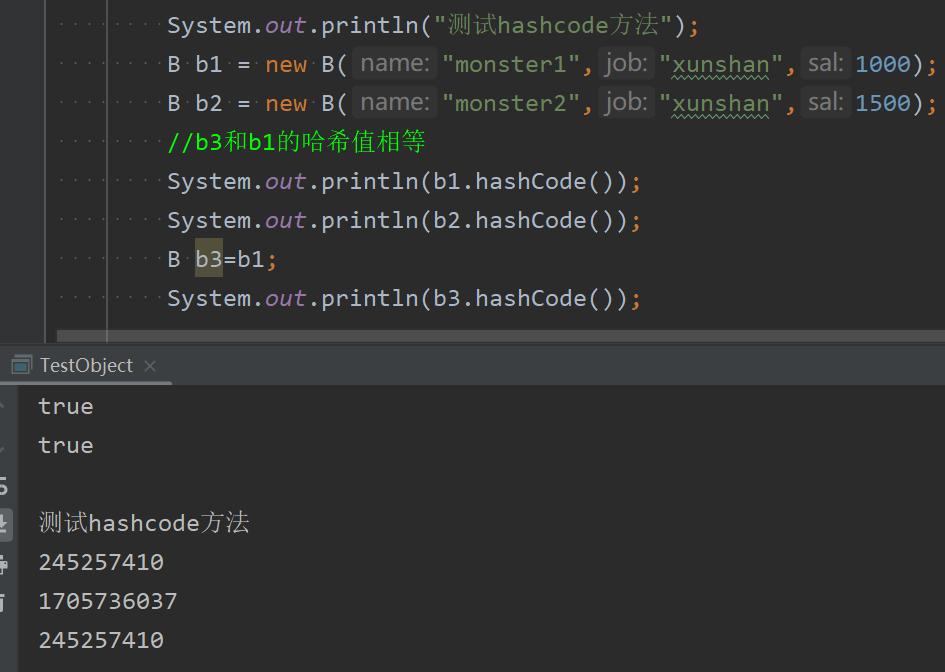 System.out.println("测试hashcode方法");
B b1 = new B( name: "monster1", job: "xunshan", sal: 1000);
B b2 = new B( name: "monster2", job: "xunshan", sal: 1500);
//b3和b1的哈希值相等
System.out.println(b1.hashCode());
System.out.println(b2.hashCode());
B b3=b1;
System.out.println(b3.hashCode());
TestObject ×
true
true
测试hashcode方法
245257410
1705736037
245257410